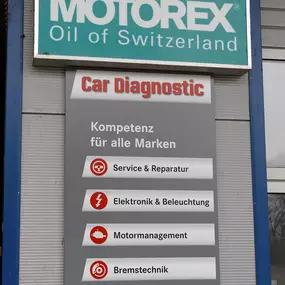 MOTOREX®
Oil of Switzerland
Car Diagnostic
Kompetenz
für alle Marken
Service & Reparatur
Elektronik & Beleuchtung
Motormanagement
Bremstechnik